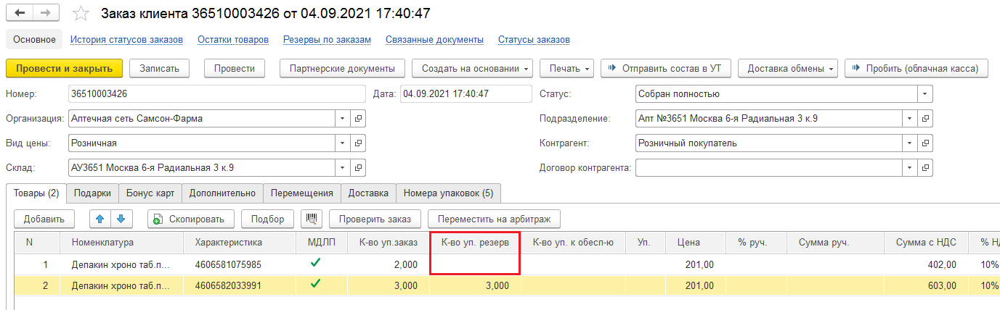 Заказ клиента 36510003426 от 04.09.2021 17:40:47
Основное История статусов заказов Остатки товаров Резервы по заказам Связанные документы Статусы заказов
Провести и закрыть Записать Провести Партнерские документы Создать на основании Печать Отправить состав в УТ Доставка обмены Пробить (облачная касса)
Номер: 36510003426 Дата: 04.09.2021 17:40:47 Статус: Собран полностью
Организация: Аптечная сеть Самсон-Фарма Подразделение: Апт №3651 Москва 6-я Радиальная 3 к.9
Вид цены: Розничная Контрагент: Розничный покупатель
Склад: АУ3651 Москва 6-я Радиальная 3 к.9 Договор контрагента:
Товары (2) Подарки Бонус карт Дополнительно Перемещения Доставка Номера упаковок (5)
Добавить Скопировать Подбор Проверить заказ Переместить на арбитраж
N Номенклатура Характеристика МДЛП К-во уп.заказ К-во уп. резерв К-во уп. к обесп-ю Уп. Цена % руч. Сумма руч. Сумма с НДС % НД
1 Депакин хроно таб.п... 4606581075985 2,000 201,00 402,00 10%
2 Депакин хроно таб.п... 4606582033991 3,000 3,000 201,00 603,00 10%